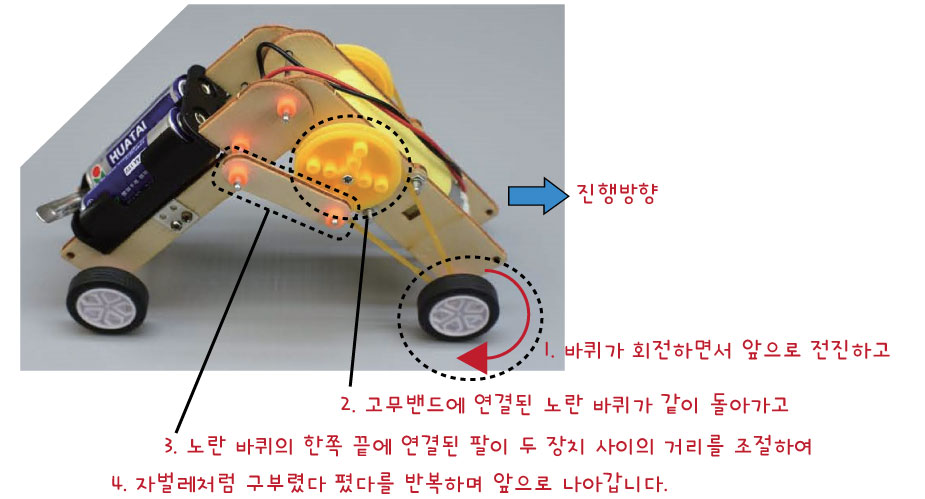 HUATAI
진행방향
1. 바퀴가 회전하면서 앞으로 전진하고
2. 고무밴드에 연결된 노란 바퀴가 같이 돌아가고
3. 노란 바퀴의 한쪽 끝에 연결된 팔이 두 장치 사이의 거리를 조절하여
4. 자벌레처럼 구부렸다 폈다를 반복하며 앞으로 나아갑니다.